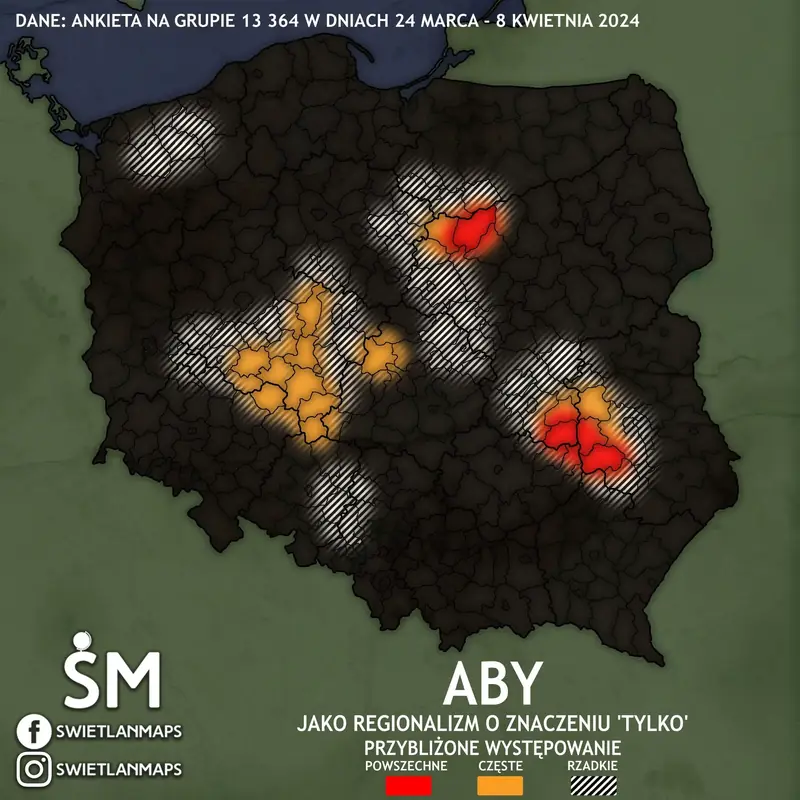 DANE: ANKIETA NA GRUPIE 13 364 W DNIACH 24 MARCA - 8 KWIETNIA 2024
ŚM
SWIETLANMAPS
SWIETLANMAPS
ABY
JAKO REGIONALIZM O ZNACZENIU 'TYLKO'
PRZYBLIŻONE WYSTĘPOWANIE
POWSZECHNE CZĘSTE RZADKIE